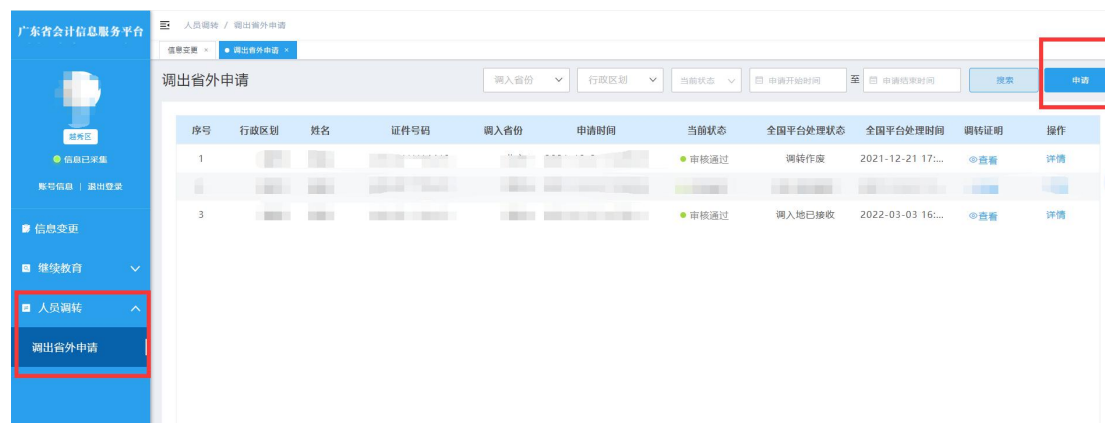 广东省会计信息服务平台
人员调转 / 调出省外申请
信息变更 ×
调出省外申请 ×
调出省外申请
调入省份
行政区划
当前状态
申请开始时间
至
申请结束时间
搜索
申请
越秀区
信息已采集
账号信息 | 退出登录
信息变更
继续教育
人员调转
调出省外申请
序号 行政区划 姓名 证件号码 调入省份 申请时间 当前状态 全国平台处理状态 全国平台处理时间 调转证明 操作
1 审核通过 调转作废 2021-12-21 17:... 查看 详情
3 审核通过 调入地已接收 2022-03-03 16:... 查看 详情